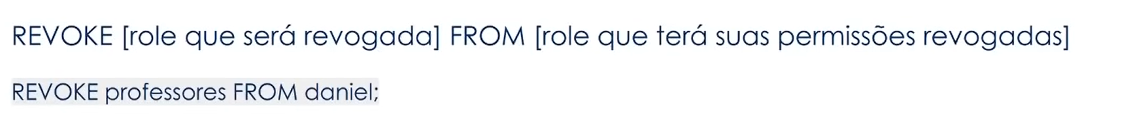 REVOKE [role que será revogada] FROM [role que terá suas permissões revogadas]
REVOKE professores FROM daniel;